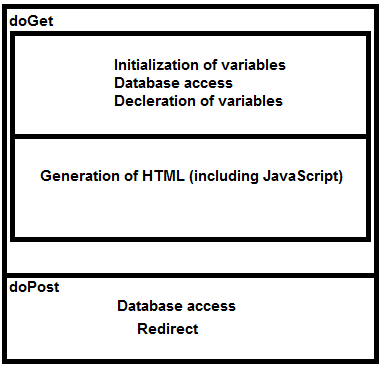 doGet
Initialization of variables
Database access
Decleration of variables
Generation of HTML (including JavaScript)
doPost
Database access
Redirect